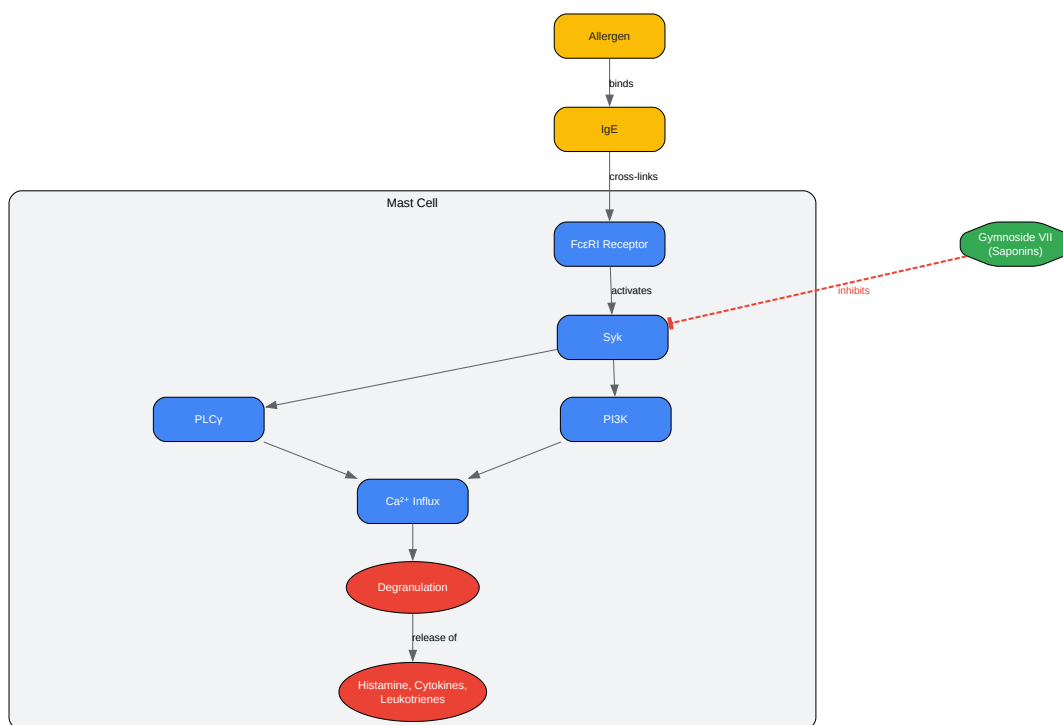 Allergen
binds
IgE
cross-links
Mast Cell
FcεRI Receptor
Gymnoside VII
(Saponins)
activates
inhibits
Syk
PLCγ
PI3K
Ca²⁺ Influx
Degranulation
release of
Histamine, Cytokines,
Leukotrienes